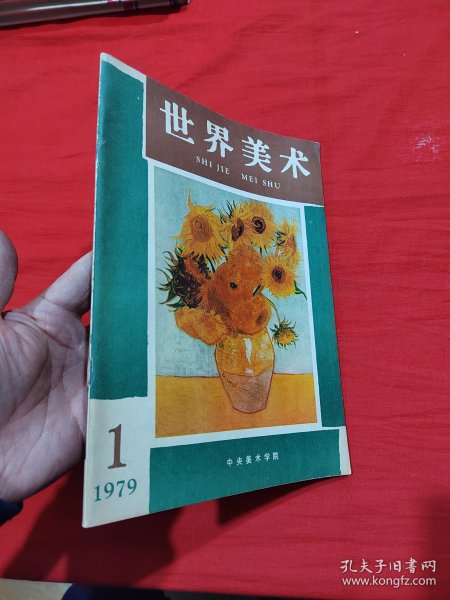 世界美术
SHI JIE MEI SHU
1
1979
中央美术学院
孔夫子旧书网
www.kongfz.com